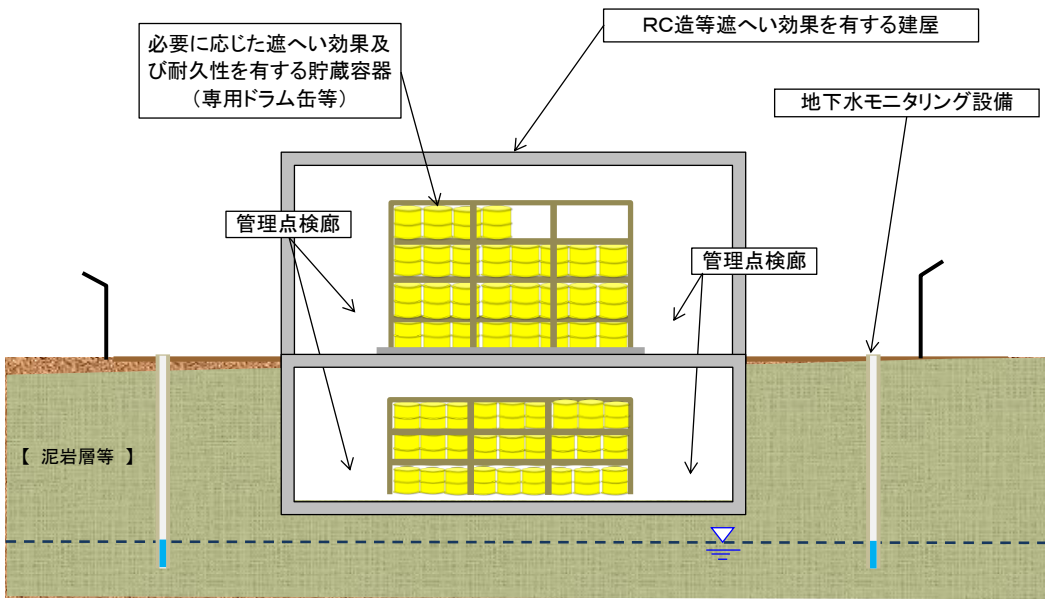 RC造等遮へい効果を有する建屋
必要に応じた遮へい効果及
び耐久性を有する貯蔵容器
（専用ドラム缶等）
地下水モニタリング設備
管理点検廊
管理点検廊
【 泥岩層等 】